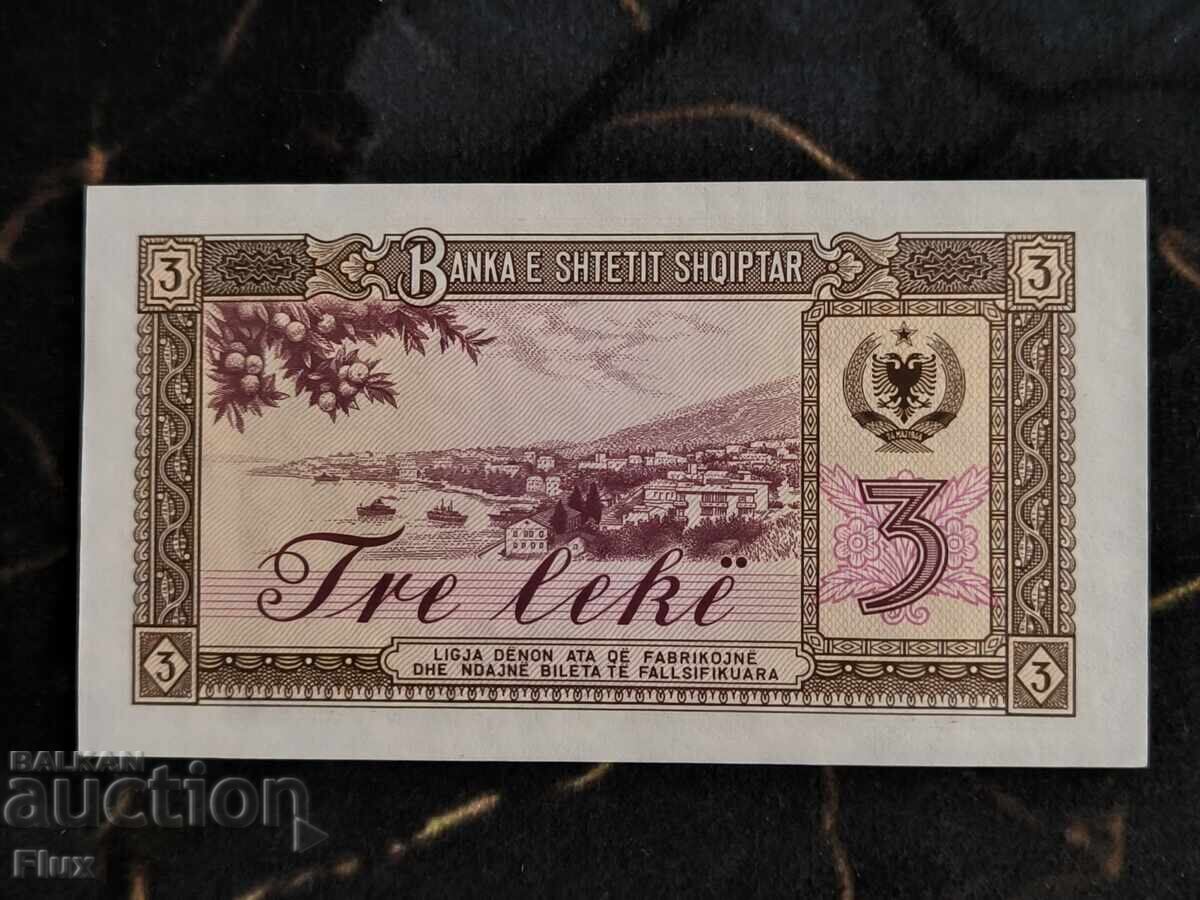 3
BANKA E SHTETIT SHQIPTAR
3
3
Tre lekë
LIGJA DËNON ATA QË FABRIKOJNË
DHE NDAJNË BILETA TË FALLSIFIKUARA
3
3
BALKAN
auction
Flux